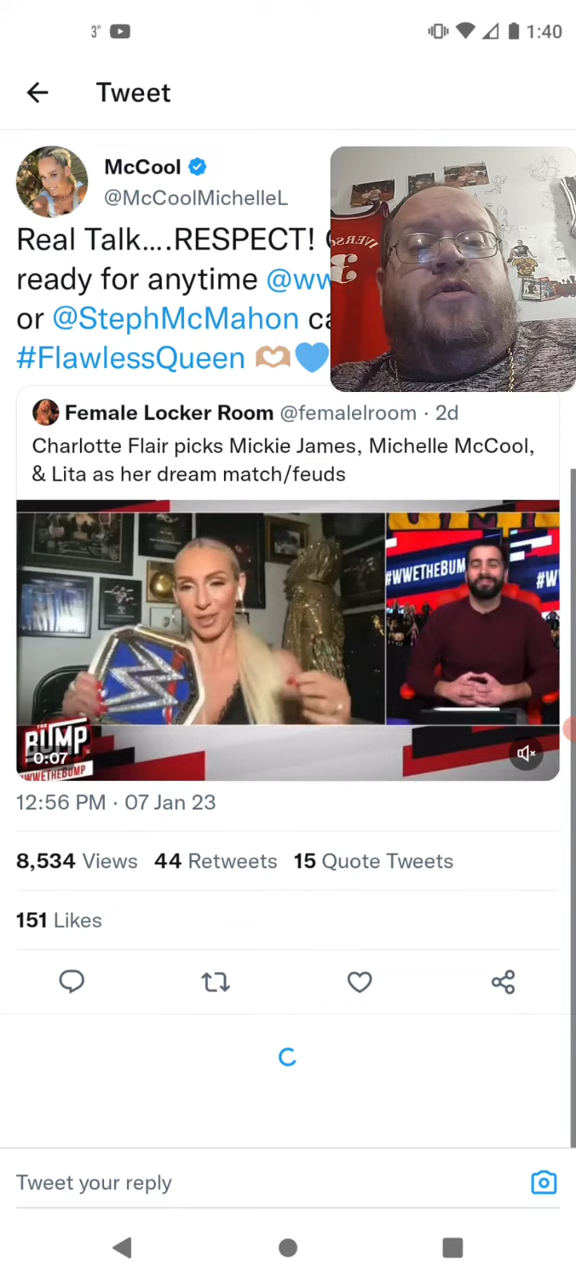 3°
1:40
Tweet
McCool
@McCoolMichelleL
Real Talk....RESPECT!
ready for anytime
or @StephMcMahon
#FlawlessQueen 🫶🏼💙
Female Locker Room @femalelroom · 2d
Charlotte Flair picks Mickie James, Michelle McCool,
& Lita as her dream match/feuds
#WWETHEBUMP
#W
BUMP
0:07
WWETHEBUMP
12:56 PM · 07 Jan 23
8,534 Views 44 Retweets 15 Quote Tweets
151 Likes
Tweet your reply